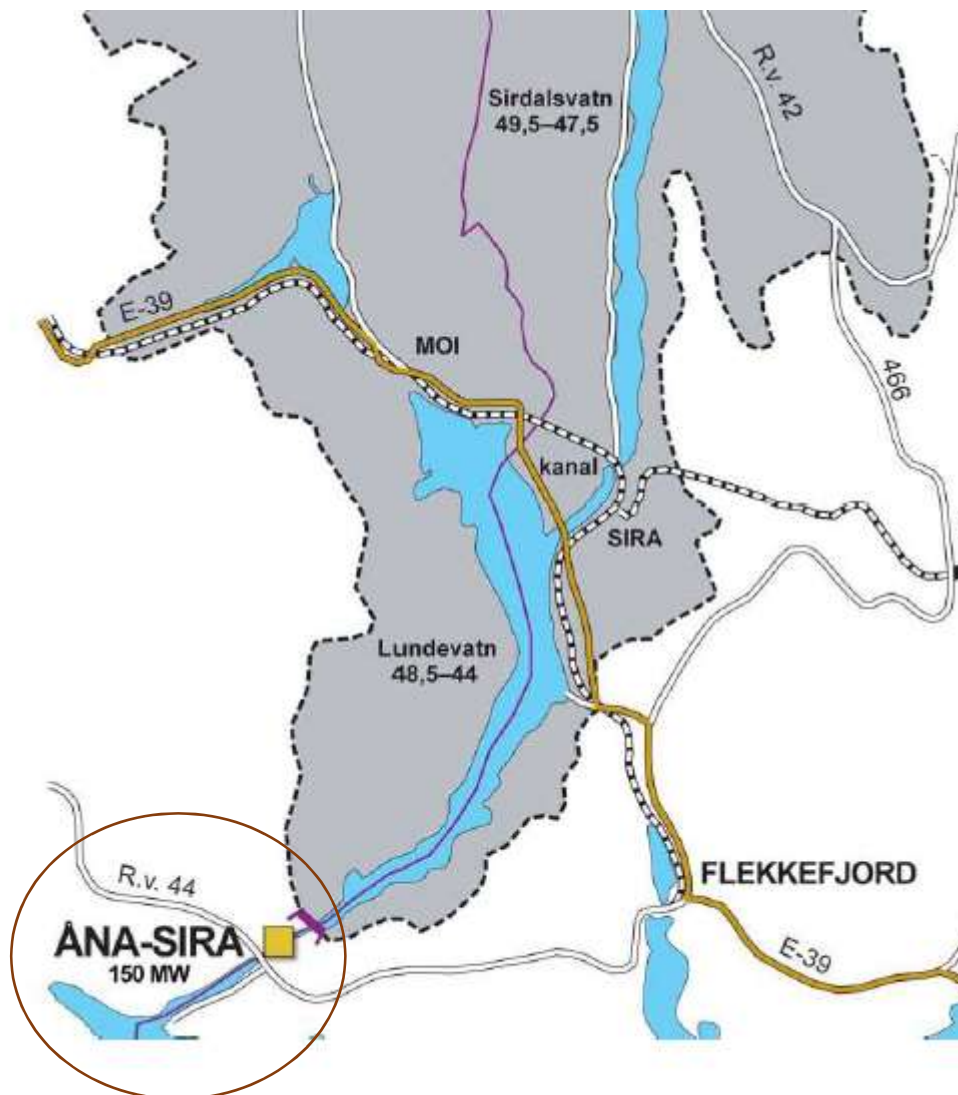 Sirdalsvatn
49,5–47,5
R.v. 42
E-39
MOI
466
kanal
SIRA
Lundevatn
48,5–44
R.v. 44
FLEKKEFJORD
ÅNA-SIRA
150 MW
E-39